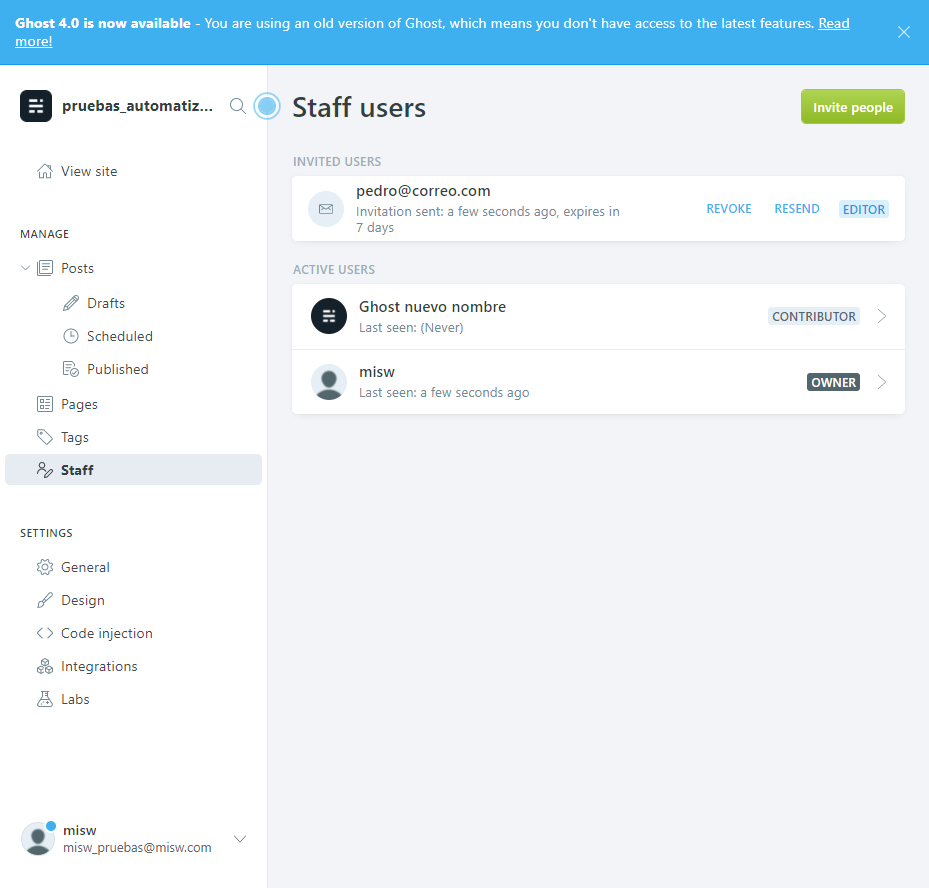 Ghost 4.0 is now available - You are using an old version of Ghost, which means you don't have access to the latest features. Read
more!
pruebas_automatiz...
View site
MANAGE
Posts
Drafts
Scheduled
Published
Pages
Tags
Staff
SETTINGS
General
Design
Code injection
Integrations
Labs
misw
misw_pruebas@misw.com
Staff users
Invite people
INVITED USERS
pedro@correo.com
Invitation sent: a few seconds ago, expires in
7 days
REVOKE RESEND EDITOR
ACTIVE USERS
Ghost nuevo nombre
Last seen: (Never)
CONTRIBUTOR
misw
Last seen: a few seconds ago
OWNER